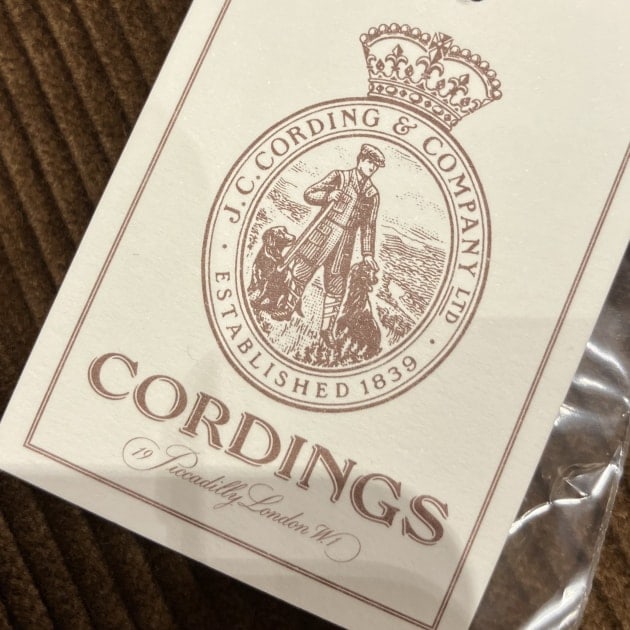 J.C. CORDING & COMPANY LTD
· ESTABLISHED 1839 ·
CORDINGS
19 Piccadilly London W.1